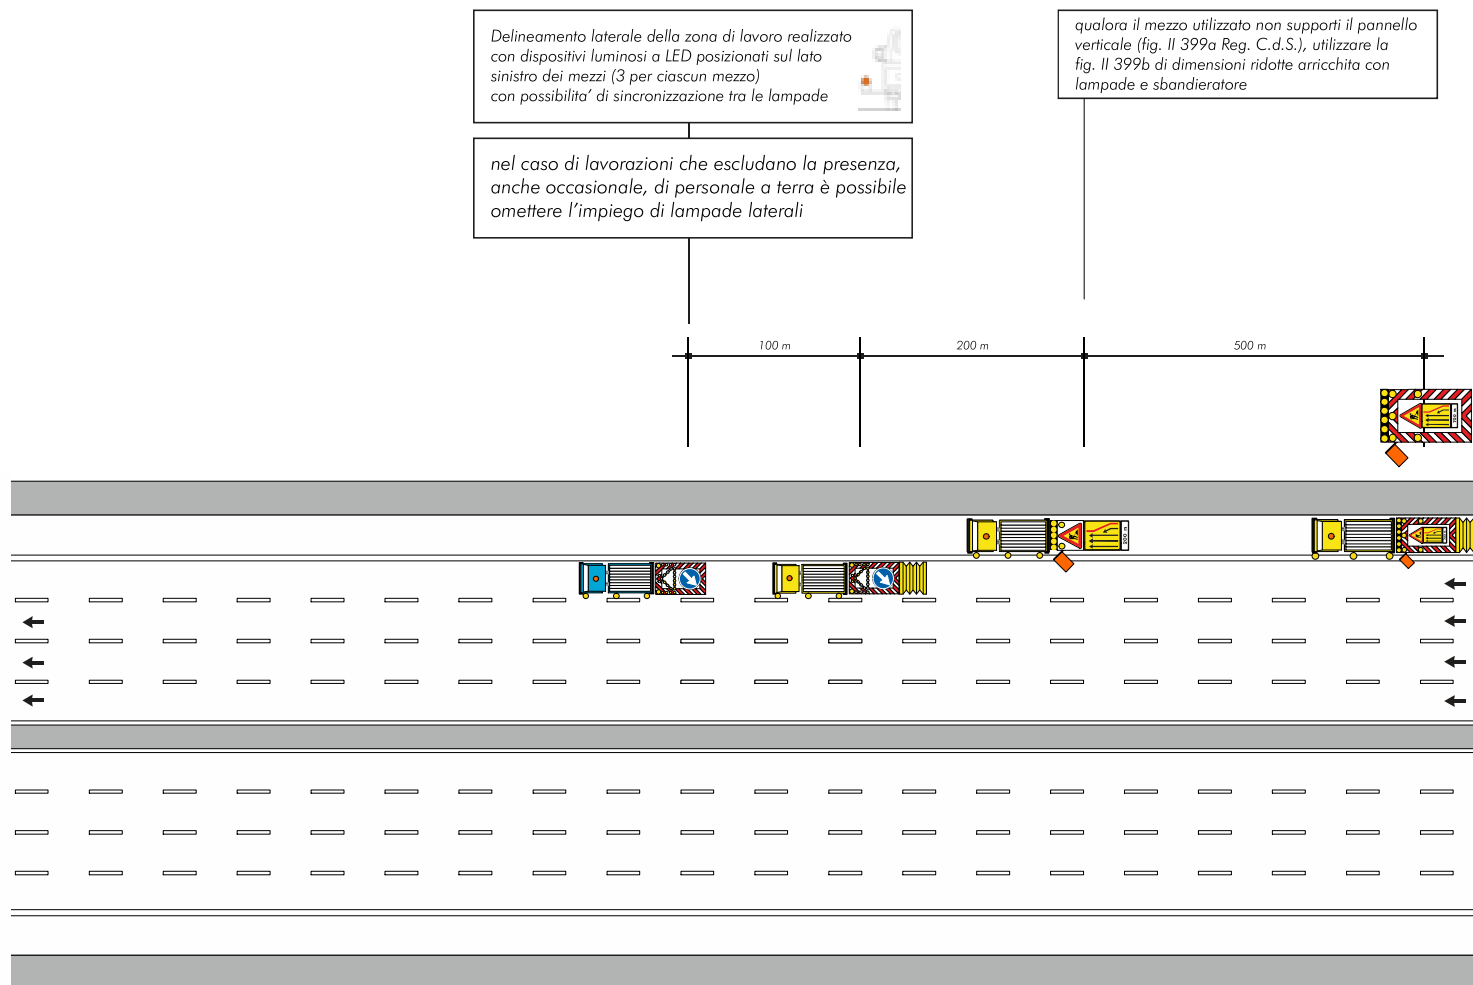 Delineamento laterale della zona di lavoro realizzato
con dispositivi luminosi a LED posizionati sul lato
sinistro dei mezzi (3 per ciascun mezzo)
con possibilita' di sincronizzazione tra le lampade
nel caso di lavorazioni che escludano la presenza,
anche occasionale, di personale a terra è possibile
omettere l'impiego di lampade laterali
qualora il mezzo utilizzato non supporti il pannello
verticale (fig. II 399a Reg. C.d.S.), utilizzare la
fig. II 399b di dimensioni ridotte arricchita con
lampade e sbandieratore
100 m
200 m
500 m
700 m
200 m